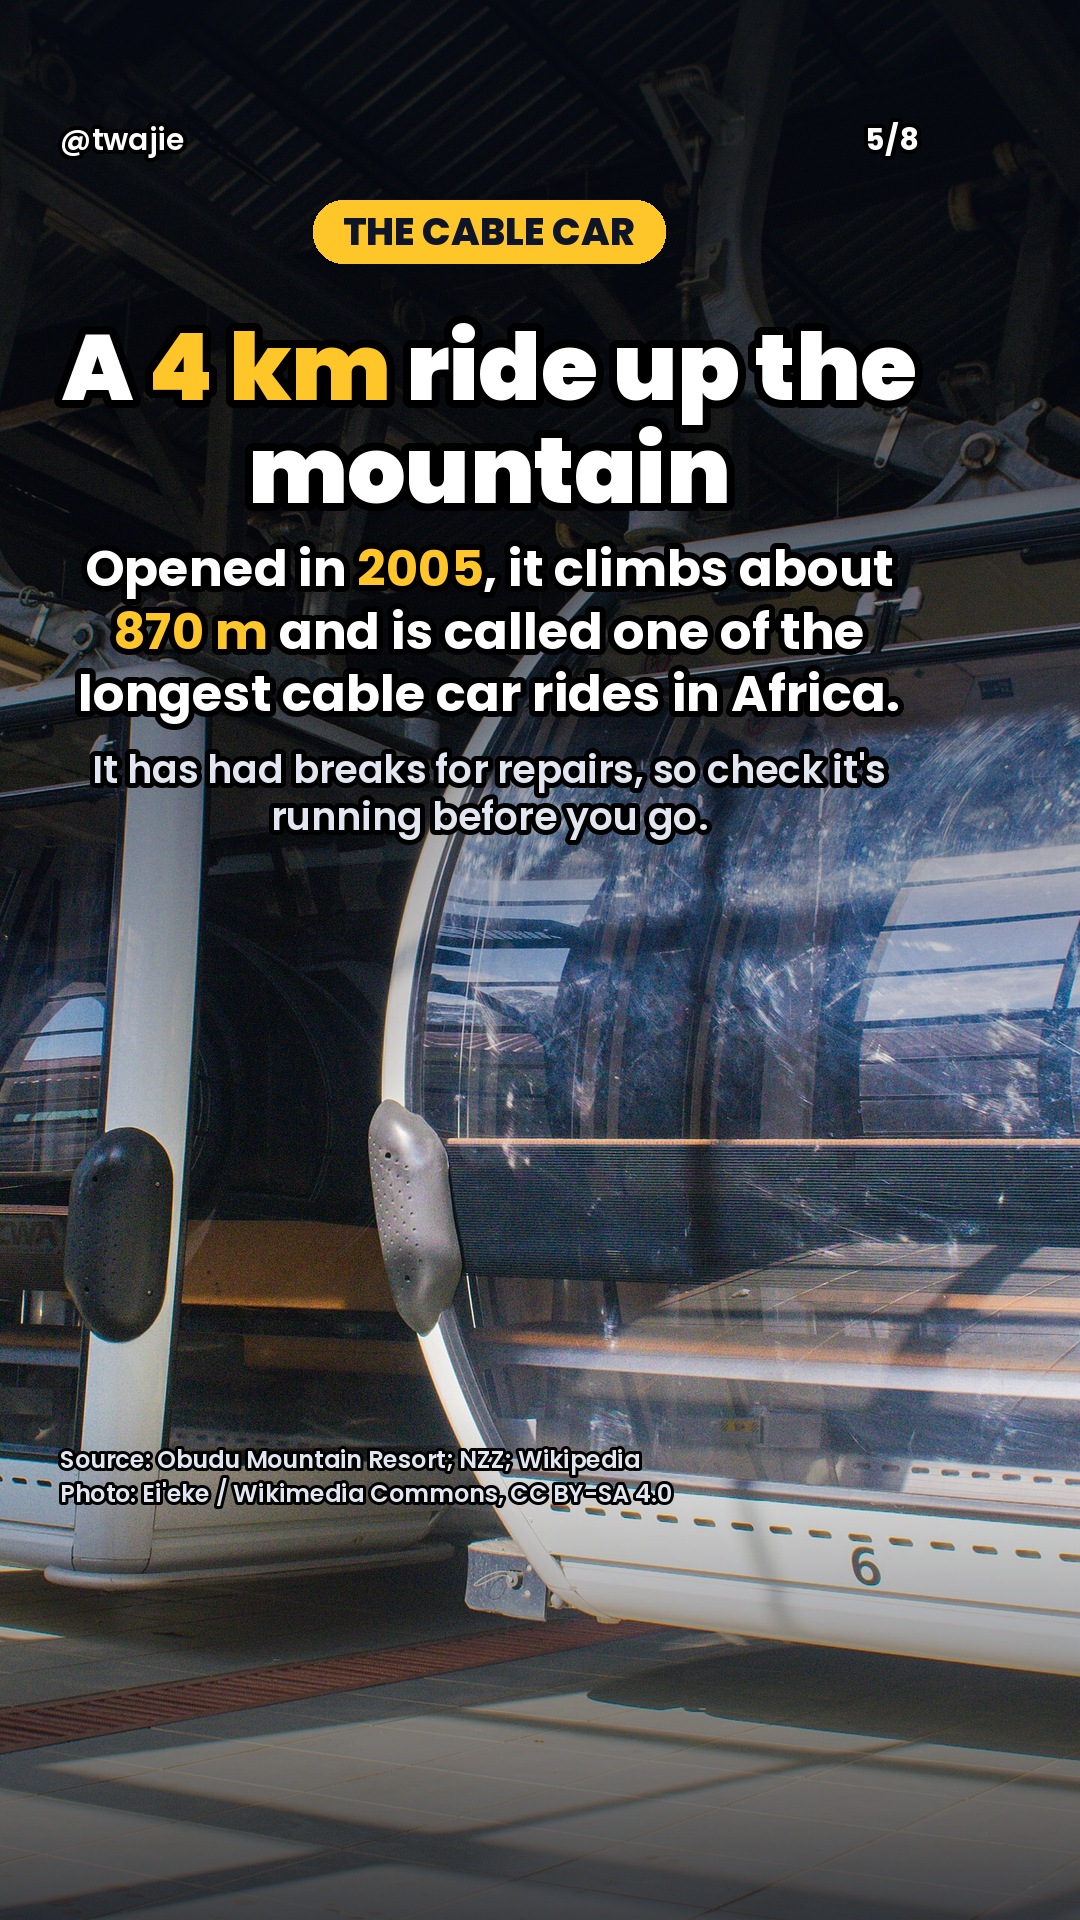 @twajie
5/8
THE CABLE CAR
A 4 km ride up the
mountain
Opened in 2005, it climbs about
870 m and is called one of the
longest cable car rides in Africa.
It has had breaks for repairs, so check it's
running before you go.
Source: Obudu Mountain Resort; NZZ; Wikipedia
Photo: Ei'eke / Wikimedia Commons, CC BY-SA 4.0
6